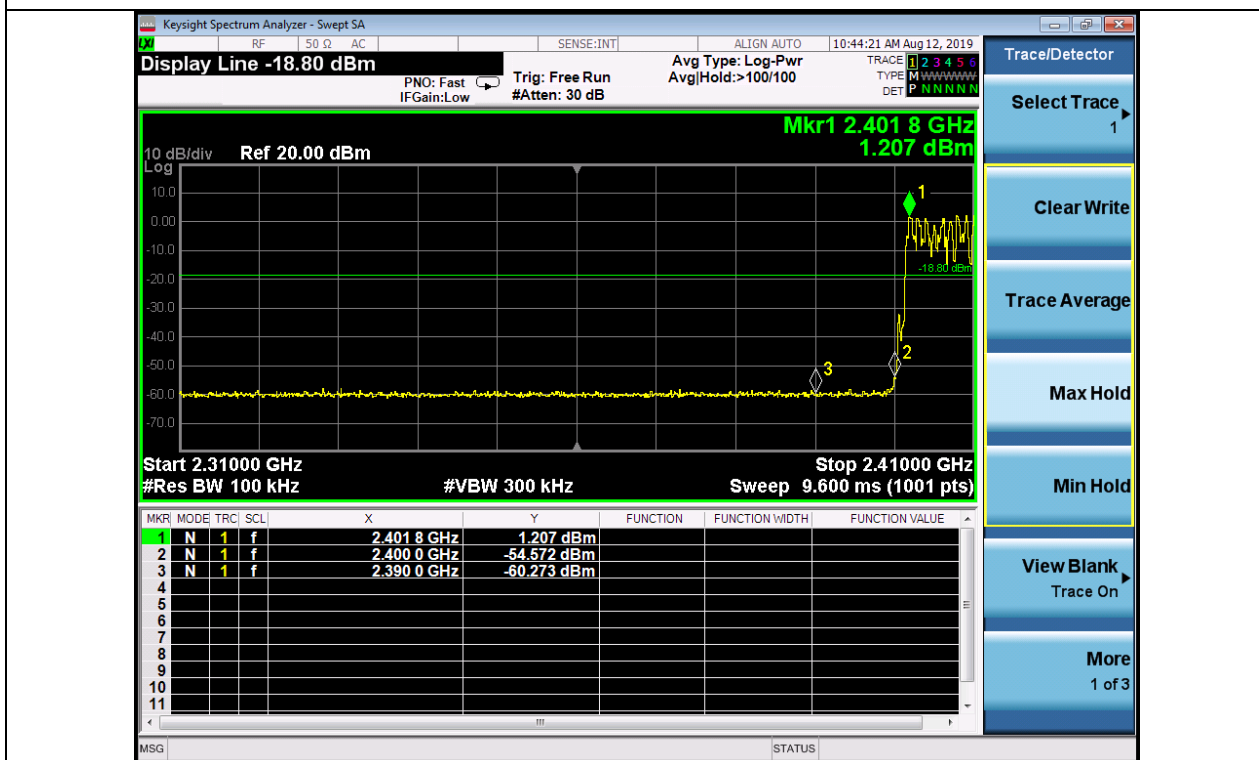 Keysight Spectrum Analyzer - Swept SA
LXI RF 50 Ω AC SENSE:INT ALIGN AUTO 10:44:21 AM Aug 12, 2019
Display Line -18.80 dBm
PNO: Fast
IFGain:Low
Trig: Free Run
#Atten: 30 dB
Avg Type: Log-Pwr
Avg|Hold:>100/100
TRACE 1 2 3 4 5 6
TYPE M WWWWW
DET P N N N N N
Mkr1 2.401 8 GHz
1.207 dBm
10 dB/div Ref 20.00 dBm
Log
10.0
0.00
-10.0
-20.0
-30.0
-40.0
-50.0
-60.0
-70.0
1
-18.80 dBm
2
3
Start 2.31000 GHz Stop 2.41000 GHz
#Res BW 100 kHz #VBW 300 kHz Sweep 9.600 ms (1001 pts)
MKR MODE TRC SCL X Y FUNCTION FUNCTION WIDTH FUNCTION VALUE
1 N 1 f 2.401 8 GHz 1.207 dBm
2 N 1 f 2.400 0 GHz -54.572 dBm
3 N 1 f 2.390 0 GHz -60.273 dBm
4
5
6
7
8
9
10
11
MSG STATUS
Trace/Detector
Select Trace
1
Clear Write
Trace Average
Max Hold
Min Hold
View Blank
Trace On
More
1 of 3